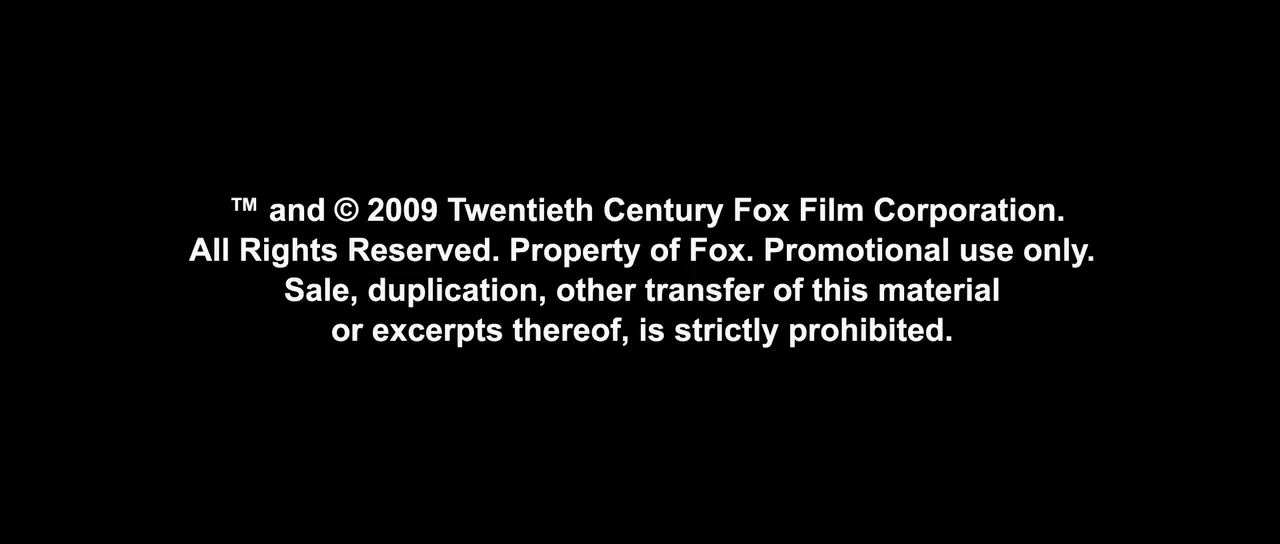 ™ and © 2009 Twentieth Century Fox Film Corporation.
All Rights Reserved. Property of Fox. Promotional use only.
Sale, duplication, other transfer of this material
or excerpts thereof, is strictly prohibited.